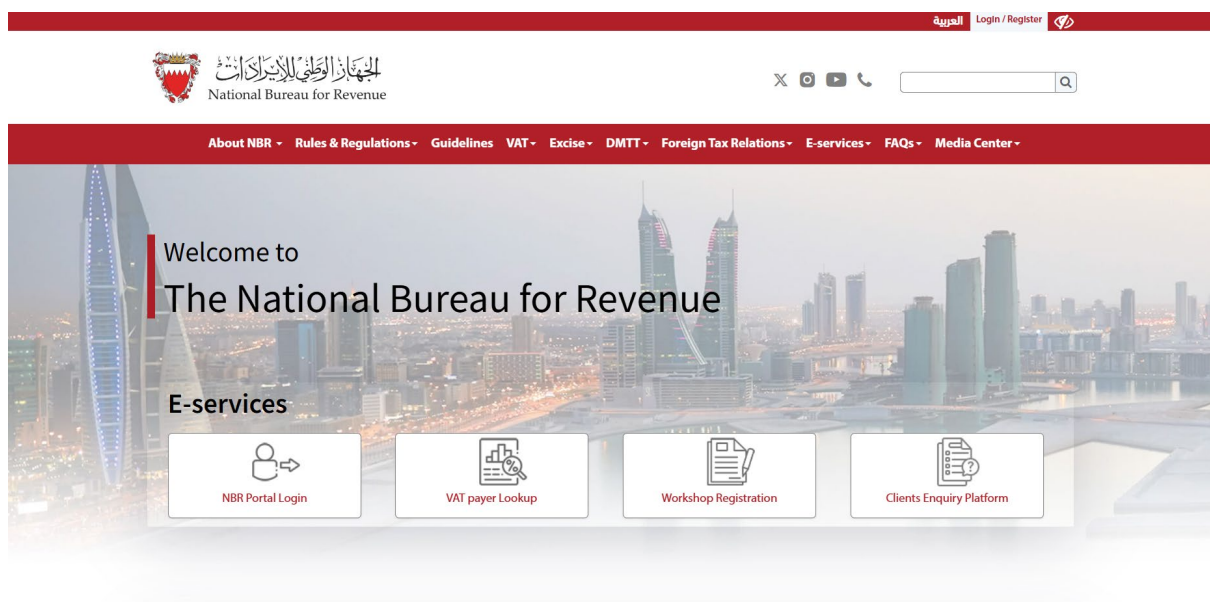 العربية Login / Register
الجهاز الوطني للإيرادات
National Bureau for Revenue
About NBR Rules & Regulations Guidelines VAT Excise DMTT Foreign Tax Relations E-services FAQs Media Center
Welcome to
The National Bureau for Revenue
E-services
NBR Portal Login VAT payer Lookup Workshop Registration Clients Enquiry Platform